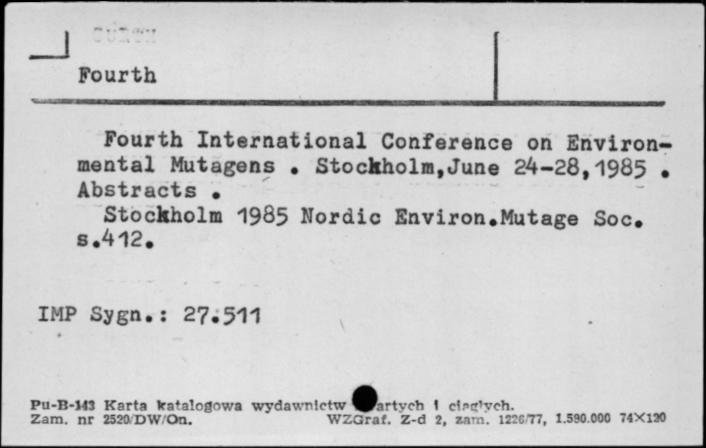 Fourth
Fourth International Conference on Environ-
mental Mutagens . Stockholm,June 24-28,1985 .
Abstracts .
Stockholm 1985 Nordic Environ.Mutage Soc.
s.412.
IMP Sygn.: 27.511
Pu-B-143 Karta katalogowa wydawnictw artych i ciągłych.
Zam. nr 2520/DW/On. WZGraf. Z-d 2, zam. 1226/77, 1.590.000 74×120